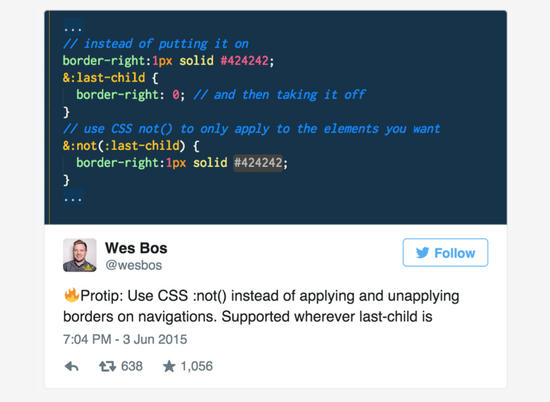 ...
// instead of putting it on
border-right:1px solid #424242;
&:last-child {
border-right: 0; // and then taking it off
}
// use CSS not() to only apply to the elements you want
&:not(:last-child) {
border-right:1px solid #424242;
}
...
Wes Bos
@wesbos
Follow
🔥Protip: Use CSS :not() instead of applying and unapplying
borders on navigations. Supported wherever last-child is
7:04 PM - 3 Jun 2015
638 1,056